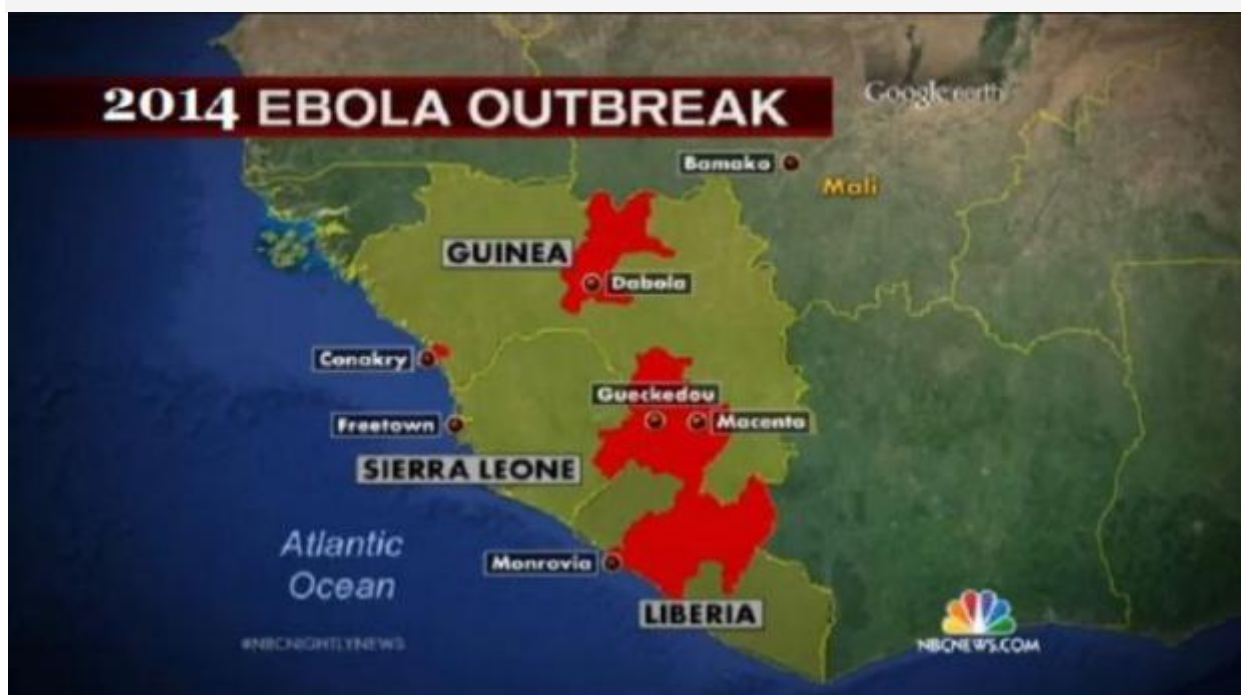 2014 EBOLA OUTBREAK
Google earth
Bamako
Mali
GUINEA
Dabola
Conakry
Gueckedou
Freetown
Macenta
SIERRA LEONE
Atlantic
Ocean
Monrovia
LIBERIA
#NBCNIGHTLYNEWS
NBCNEWS.COM